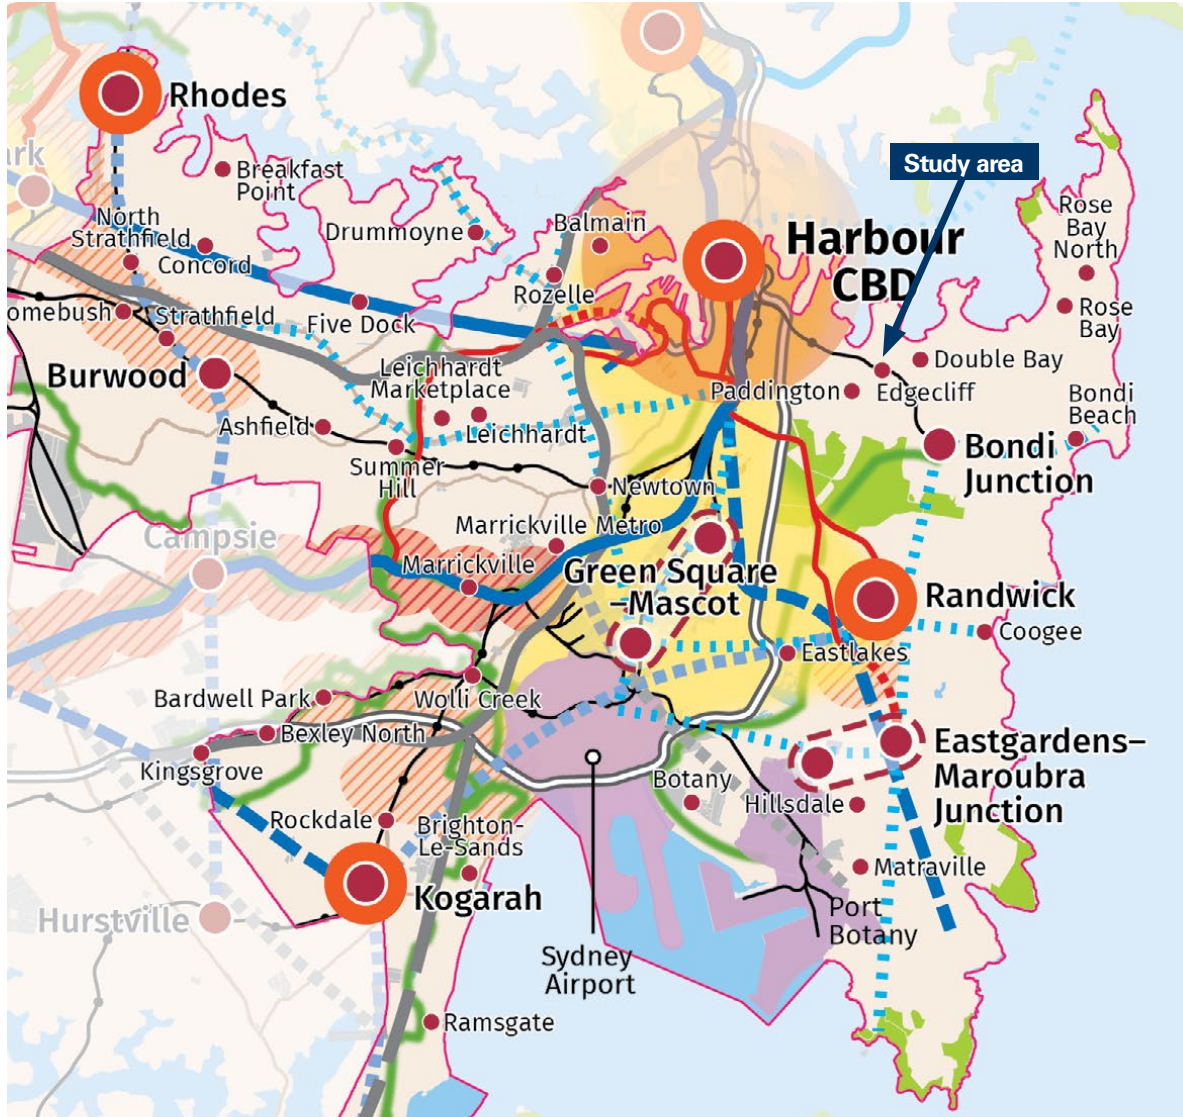 Study area
Rhodes
ark
Breakfast
Point
North
Strathfield
Concord
Drummoyne
Balmain
Harbour
CBD
Rose
Bay
North
Rozelle
omebush
Strathfield
Five Dock
Rose
Bay
Burwood
Leichhardt
Marketplace
Double Bay
Paddington
Edgecliff
Bondi
Beach
Ashfield
Leichhardt
Bondi
Junction
Summer
Hill
Newtown
Campsie
Marrickville Metro
Marrickville
Green Square
–Mascot
Randwick
Coogee
Eastlakes
Bardwell Park
Wolli Creek
Bexley North
Kingsgrove
Eastgardens–
Maroubra
Junction
Botany
Hillsdale
Rockdale
Brighton-
Le-Sands
Matraville
Kogarah
Port
Botany
Hurstville
Sydney
Airport
Ramsgate